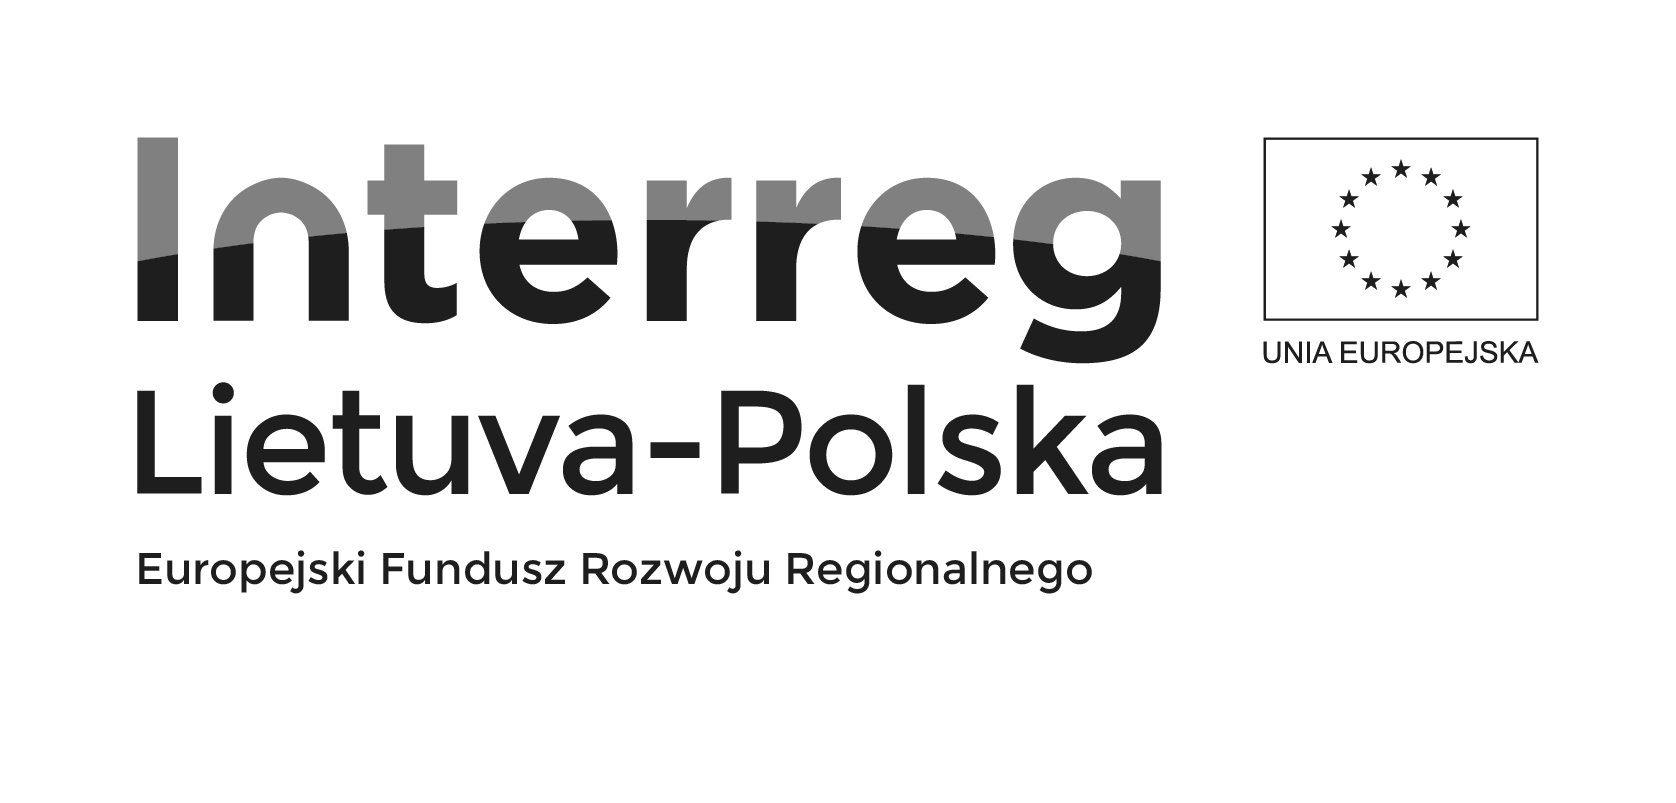 Interreg
UNIA EUROPEJSKA
Lietuva-Polska
Europejski Fundusz Rozwoju Regionalnego